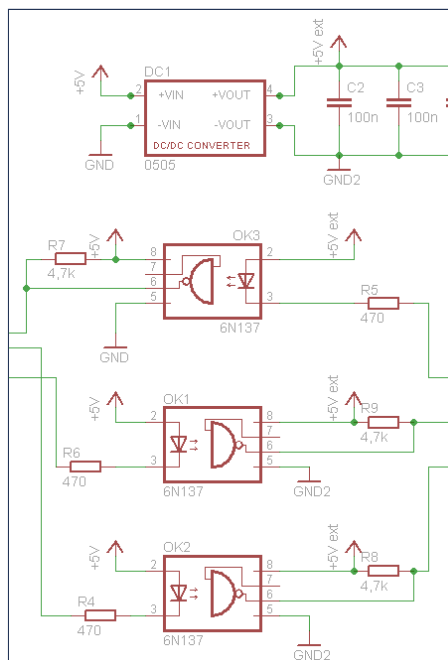 +5V
DC1
2
+VIN
+VOUT
4
1
-VIN
-VOUT
3
DC/DC CONVERTER
0505
GND
+5V ext
C2
100n
C3
100n
GND2
R7
4,7k
+5V
OK3
8
7
6
5
2
3
6N137
+5V ext
R5
470
GND
+5V
OK1
2
3
8
7
6
5
6N137
+5V ext
R9
4,7k
GND2
R6
470
+5V
OK2
2
3
8
7
6
5
6N137
+5V ext
R8
4,7k
GND2
R4
470